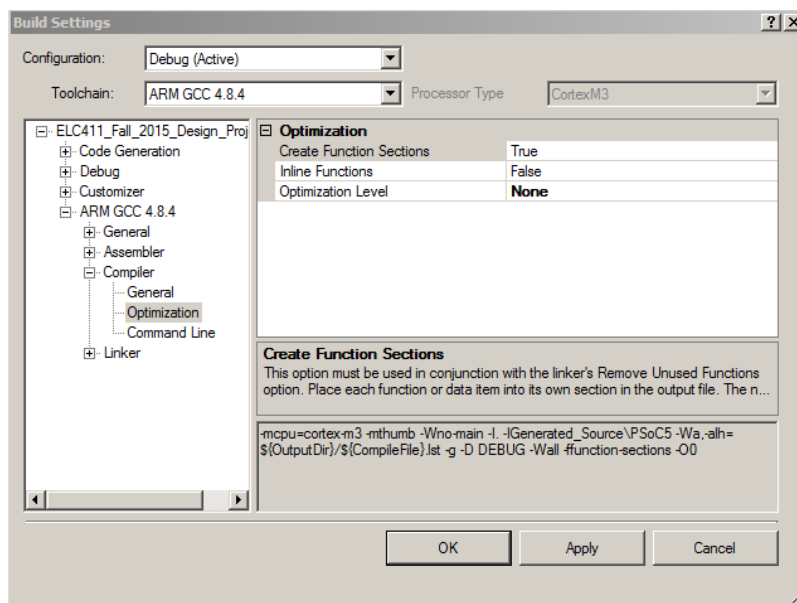 Build Settings
Configuration: Debug (Active)
Toolchain: ARM GCC 4.8.4 Processor Type CortexM3
ELC411_Fall_2015_Design_Proj
Code Generation
Debug
Customizer
ARM GCC 4.8.4
General
Assembler
Compiler
General
Optimization
Command Line
Linker
Optimization
Create Function Sections True
Inline Functions False
Optimization Level None
Create Function Sections
This option must be used in conjunction with the linker's Remove Unused Functions
option. Place each function or data item into its own section in the output file. The n...
-mcpu=cortex-m3 -mthumb -Wno-main -I. -IGenerated_Source\PSoC5 -Wa,-alh=
${OutputDir}/${CompileFile}.lst -g -D DEBUG -Wall -ffunction-sections -O0
OK Apply Cancel